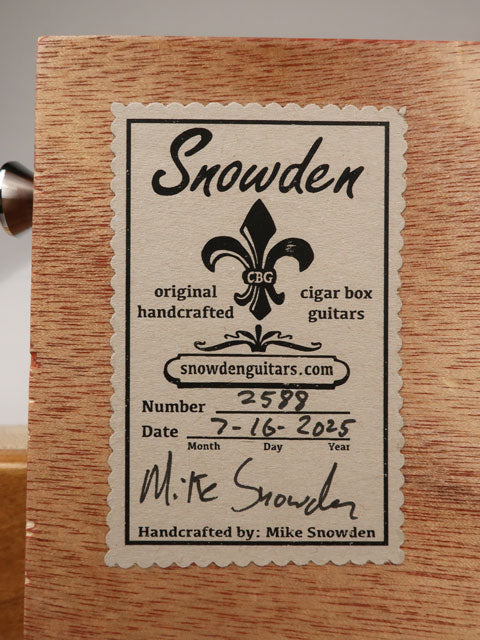 Snowden
CBG
original handcrafted
cigar box guitars
snowdenguitars.com
Number 2588
Date 7-16-2025
Month Day Year
Mike Snowden
Handcrafted by: Mike Snowden